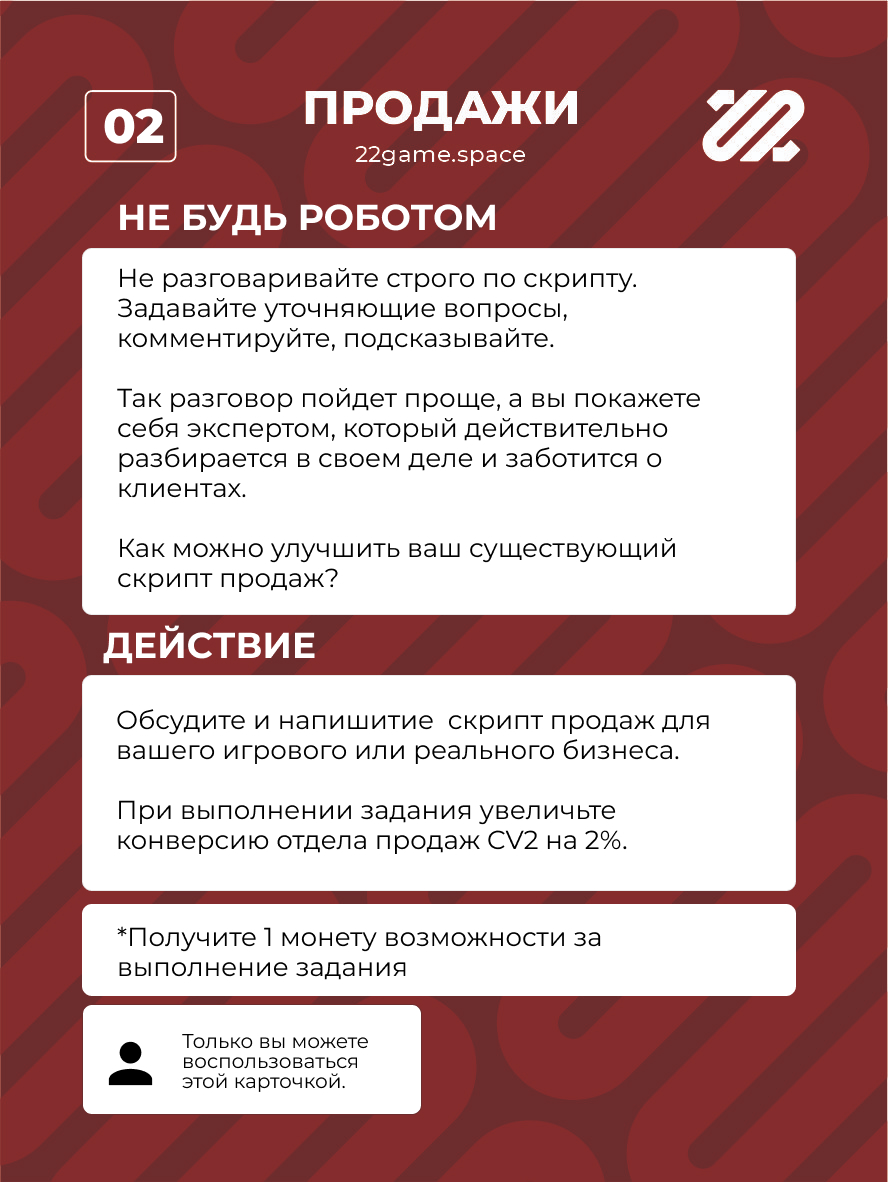 02
ПРОДАЖИ
22game.space
НЕ БУДЬ РОБОТОМ
Не разговаривайте строго по скрипту.
Задавайте уточняющие вопросы,
комментируйте, подсказывайте.
Так разговор пойдет проще, а вы покажете
себя экспертом, который действительно
разбирается в своем деле и заботится о
клиентах.
Как можно улучшить ваш существующий
скрипт продаж?
ДЕЙСТВИЕ
Обсудите и напишитие  скрипт продаж для
вашего игрового или реального бизнеса.
При выполнении задания увеличьте
конверсию отдела продаж CV2 на 2%.
*Получите 1 монету возможности за
выполнение задания
Только вы можете
воспользоваться
этой карточкой.